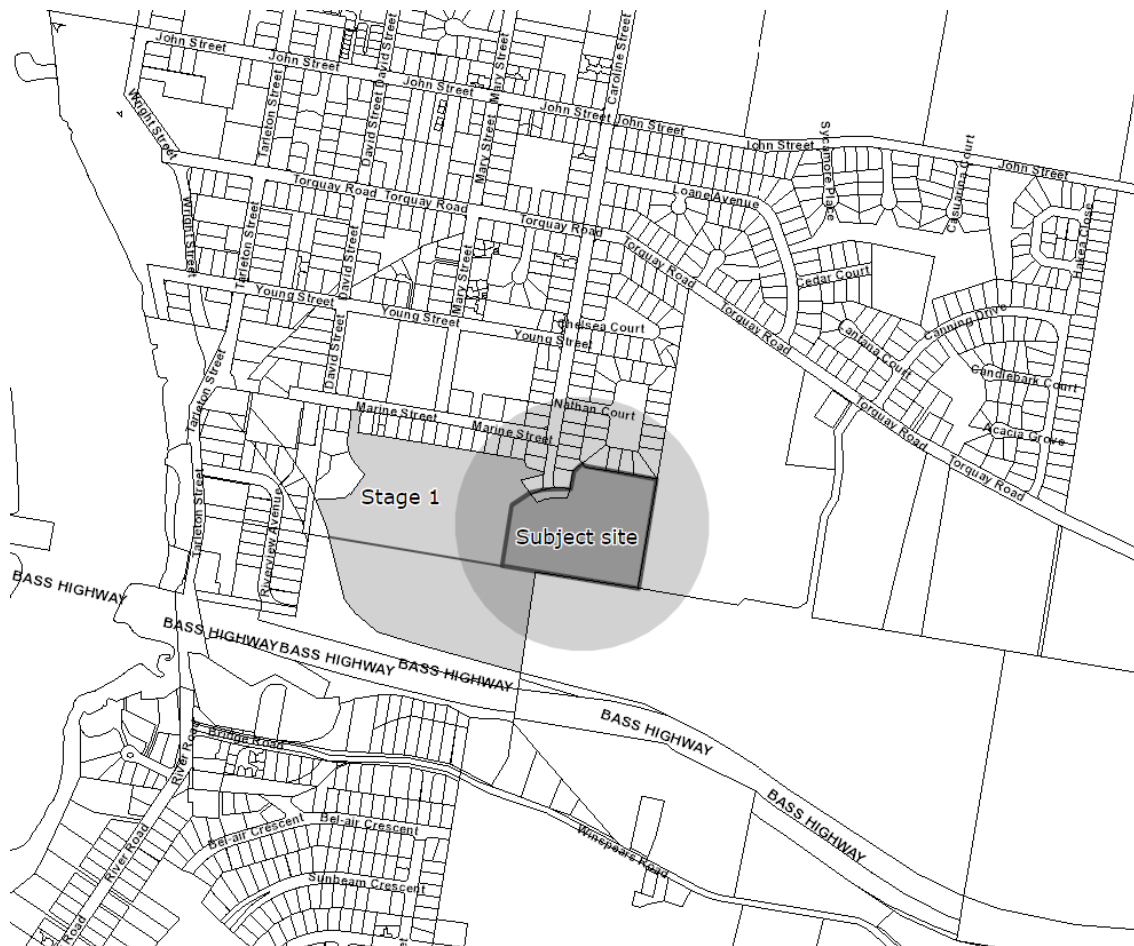 John Street
John Street
John Street
John Street
John Street
John Street
John Street
Wright Street
Wright Street
Tarleton Street
Tarleton Street
Tarleton Street
Tarleton Street
David Street
David Street
David Street
David Street
David Street
Mary Street
Mary Street
Mary Street
Caroline Street
Torquay Road
Torquay Road
Torquay Road
Torquay Road
Torquay Road
Torquay Road
Torquay Road
Loane Avenue
Sycamore Place
Casuarina Court
Hakea Close
Cedar Court
Canning Drive
Lantana Court
Candlebark Court
Acacia Grove
Young Street
Young Street
Young Street
Chelsea Court
Nathan Court
Marine Street
Marine Street
Stage 1
Subject site
Riverview Avenue
BASS HIGHWAY
BASS HIGHWAY
BASS HIGHWAY
BASS HIGHWAY
BASS HIGHWAY
BASS HIGHWAY
River Road
Bridge Road
River Road
Road
Bel-air Crescent
Bel-air Crescent
Sunbeam Crescent
Winspears Road